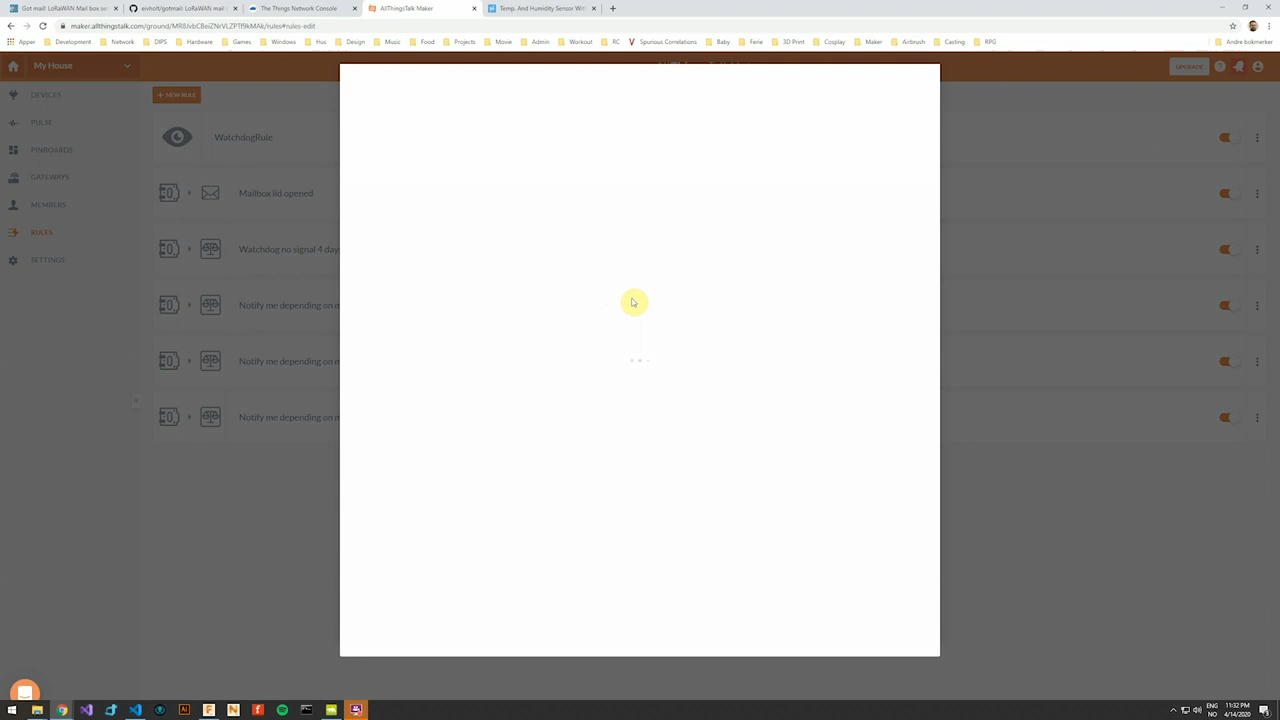 Got mail! LoRaWAN Mail box sen
eivholt/gotmail: LoRaWAN mail
The Things Network Console
AllThingsTalk Maker
Temp. And Humidity Sensor With
maker.allthingstalk.com/ground/MR8JvbCBeiZNrVLZPTf9kMAk/rules#rules-edit
Apper Development Network DIPS Hardware Games Windows Hus Design Music Food Projects Movie Admin Workout RC Spurious Correlations Baby Ferie 3D Print Cosplay Maker Airbrush Casting RPG Andre bokmerker
My House
UPGRADE
DEVICES
PULSE
PINBOARDS
GATEWAYS
MEMBERS
RULES
SETTINGS
+ NEW RULE
WatchdogRule
Mailbox lid opened
Watchdog no signal 4 day
Notify me depending on m
Notify me depending on m
Notify me depending on m
ENG
NO
11:32 PM
4/14/2020